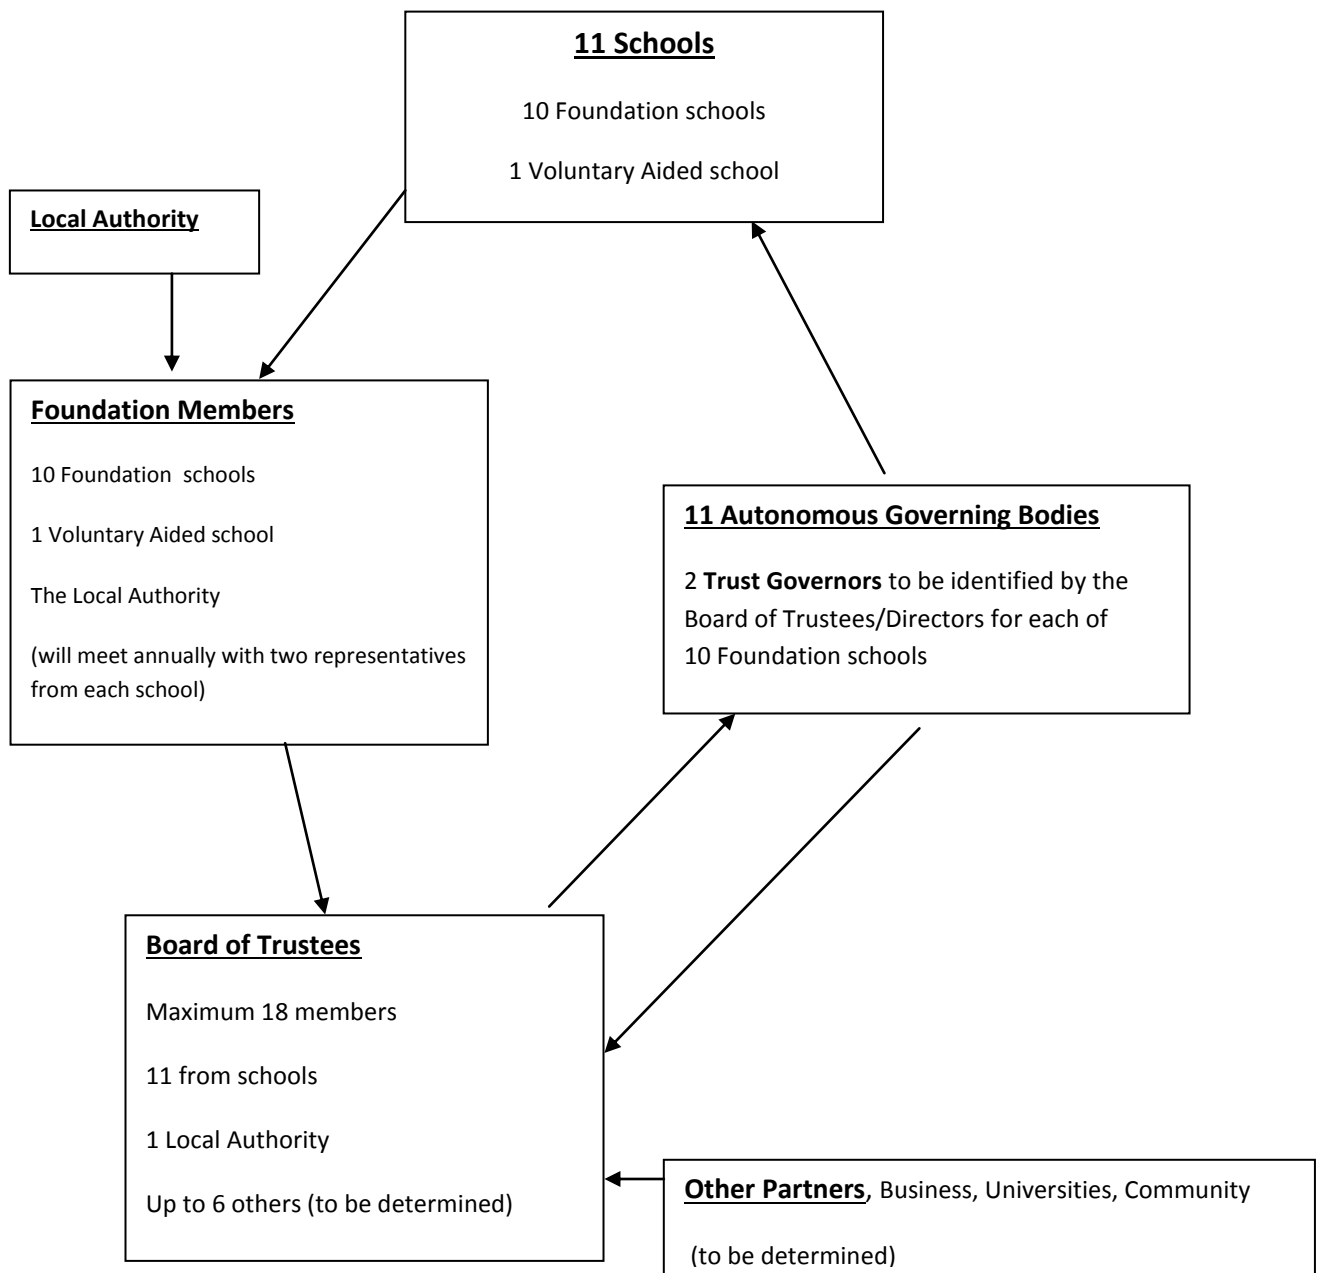 11 Schools
10 Foundation schools
1 Voluntary Aided school
Local Authority
Foundation Members
10 Foundation  schools
1 Voluntary Aided school
The Local Authority
(will meet annually with two representatives
from each school)
11 Autonomous Governing Bodies
2 Trust Governors to be identified by the
Board of Trustees/Directors for each of
10 Foundation schools
Board of Trustees
Maximum 18 members
11 from schools
1 Local Authority
Up to 6 others (to be determined)
Other Partners, Business, Universities, Community
(to be determined)